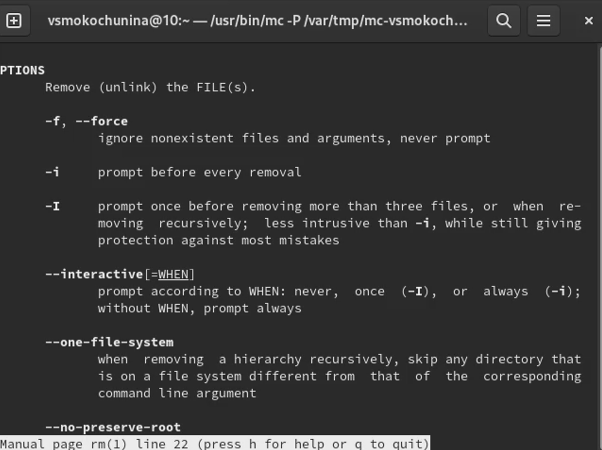 vsmokochunina@10:~ — /usr/bin/mc -P /var/tmp/mc-vsmokoch...
PTIONS
Remove (unlink) the FILE(s).
-f, --force
ignore nonexistent files and arguments, never prompt
-i prompt before every removal
-I prompt once before removing more than three files, or when re-
moving recursively; less intrusive than -i, while still giving
protection against most mistakes
--interactive[=WHEN]
prompt according to WHEN: never, once (-I), or always (-i);
without WHEN, prompt always
--one-file-system
when removing a hierarchy recursively, skip any directory that
is on a file system different from that of the corresponding
command line argument
--no-preserve-root
Manual page rm(1) line 22 (press h for help or q to quit)